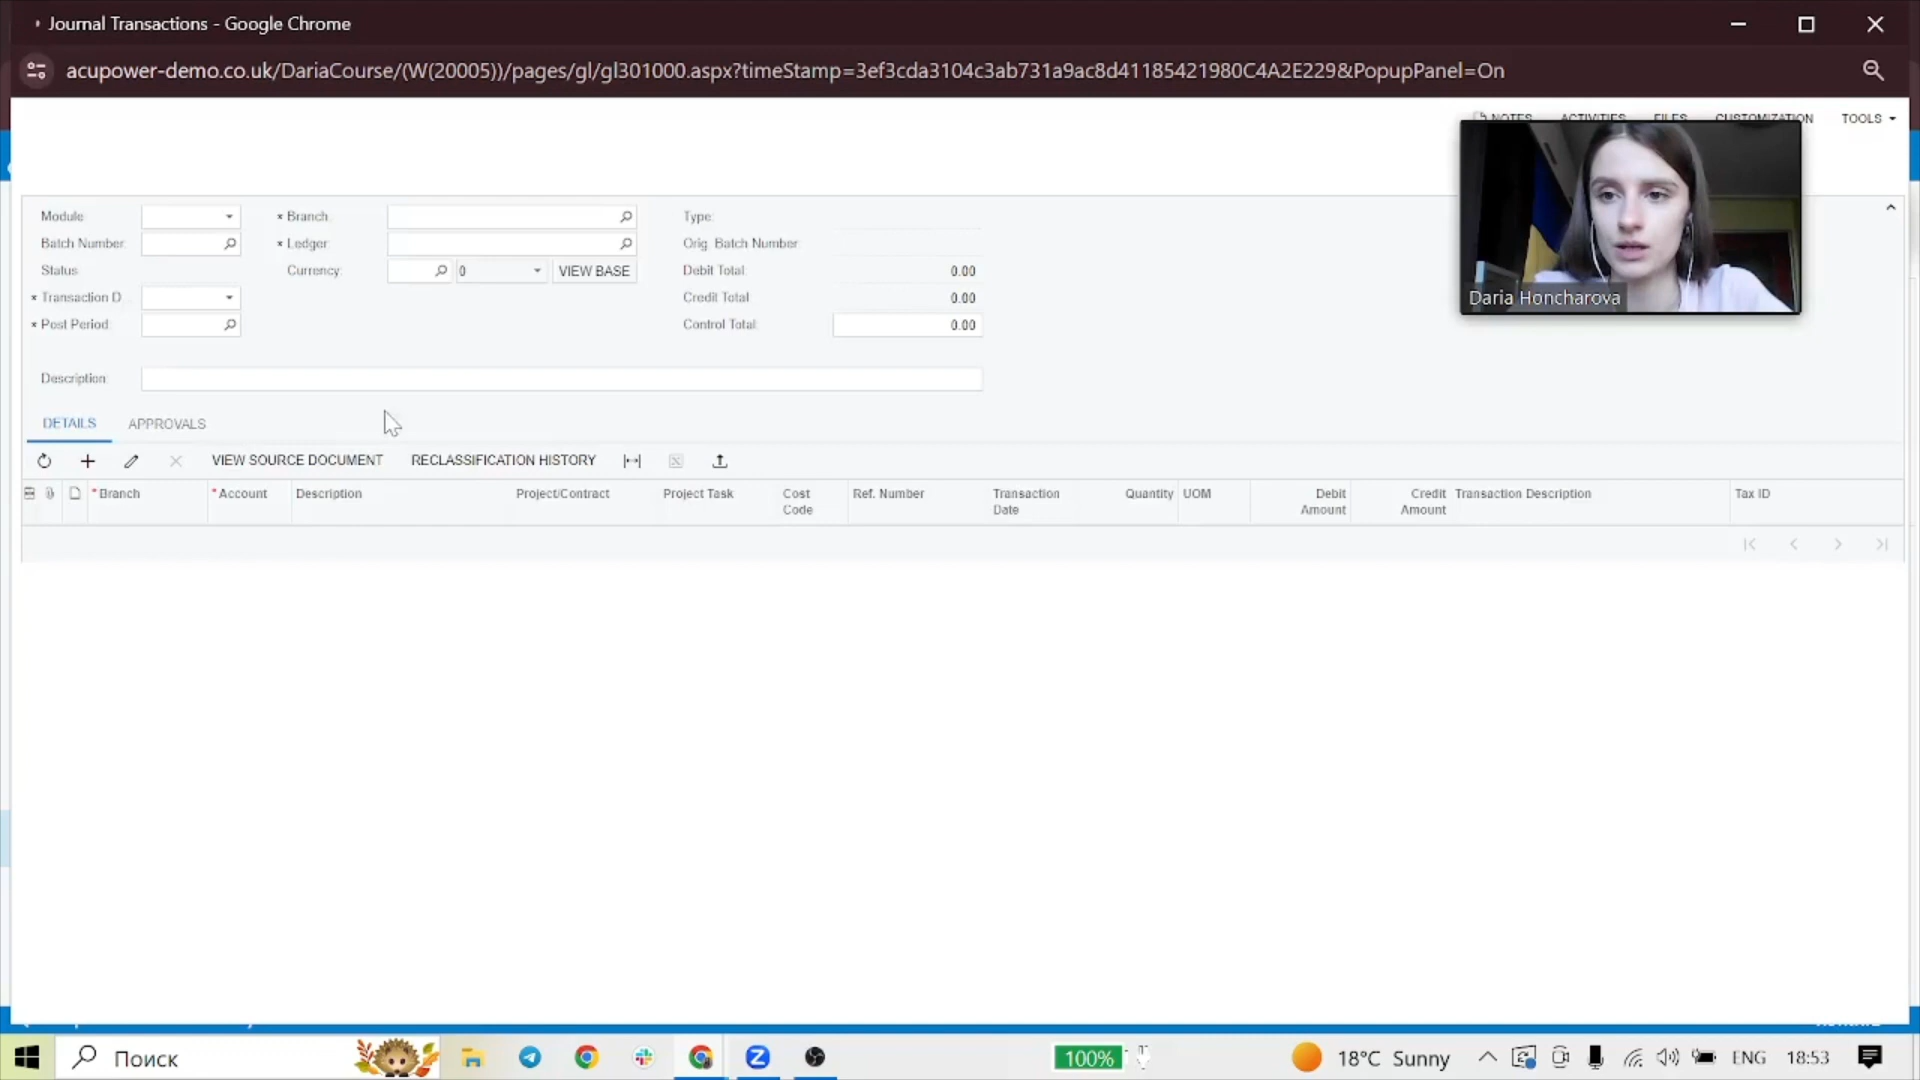 Journal Transactions - Google Chrome
acupower-demo.co.uk/DariaCourse/(W(20005))/pages/gl/gl301000.aspx?timeStamp=3ef3cda3104c3ab731a9ac8d41185421980C4A2E229&PopupPanel=On
NOTES ACTIVITIES FILES CUSTOMIZATION TOOLS
Module * Branch: Type:
Batch Number: * Ledger: Orig. Batch Number:
Status: Currency: 0 VIEW BASE Debit Total: 0.00
* Transaction D... Credit Total: 0.00
* Post Period: Control Total: 0.00
Description:
Daria Honcharova
DETAILS APPROVALS
VIEW SOURCE DOCUMENT RECLASSIFICATION HISTORY
* Branch * Account Description Project/Contract Project Task Cost Code Ref. Number Transaction Date Quantity UOM Debit Amount Credit Amount Transaction Description Tax ID
Поиск 100% 18°C Sunny ENG 18:53